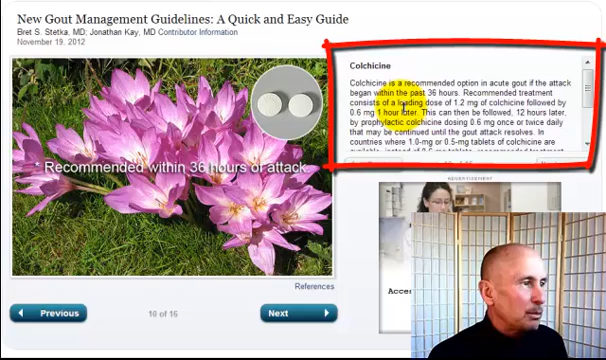 New Gout Management Guidelines: A Quick and Easy Guide
Bret S. Stetka, MD; Jonathan Kay, MD Contributor Information
November 19, 2012
* Recommended within 36 hours of attack
References
Previous
10 of 15
Next
Colchicine
Colchicine is a recommended option in acute gout if the attack
began within the past 36 hours. Recommended treatment
consists of a loading dose of 1.2 mg of colchicine followed by
0.6 mg 1 hour later. This can then be followed, 12 hours later,
by prophylactic colchicine dosing 0.6 mg once or twice daily
that may be continued until the gout attack resolves. In
countries where 1.0-mg or 0.5-mg tablets of colchicine are
ADVERTISEMENT